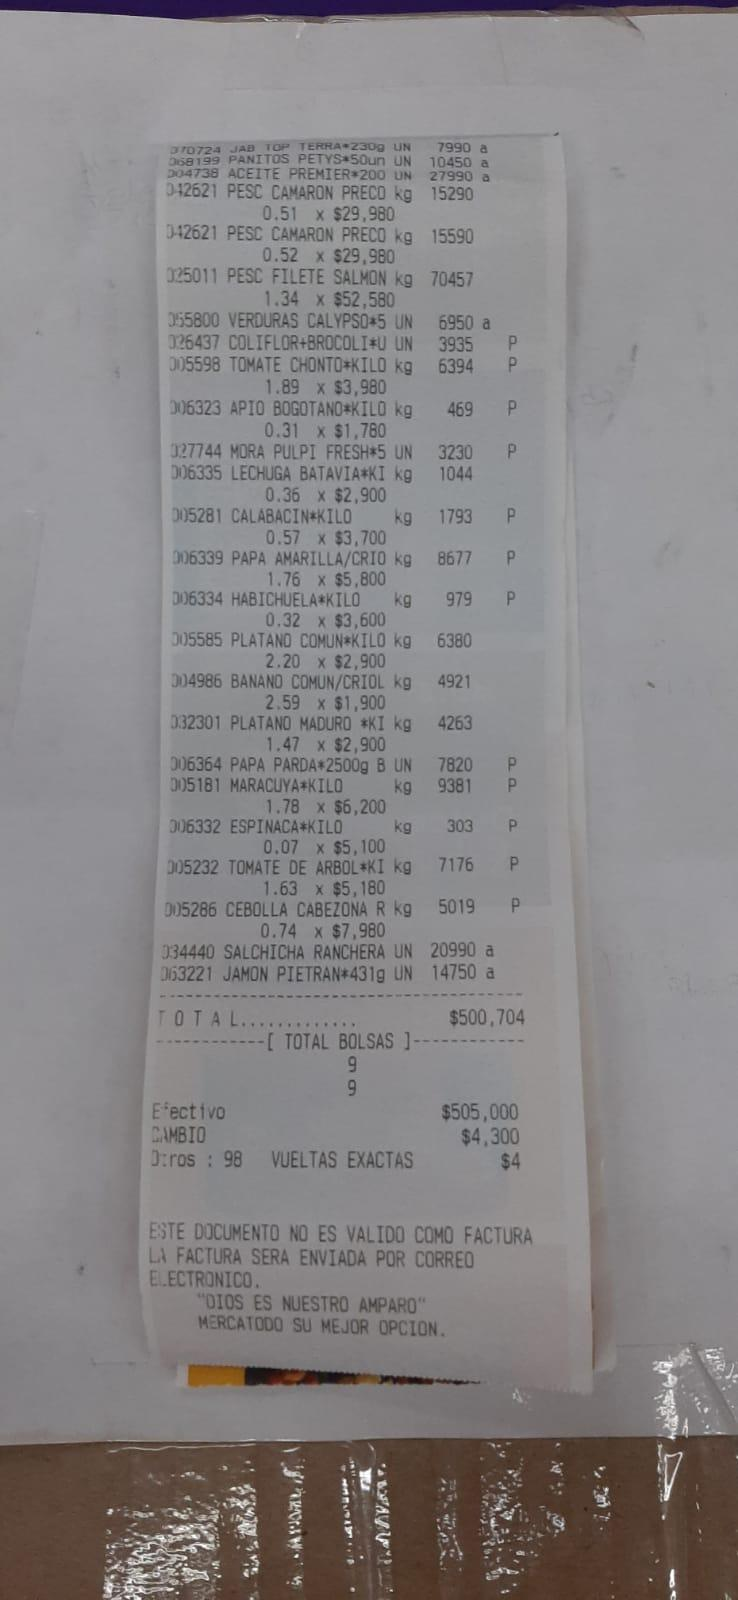 070724 JAB TOP TERRA*230g UN 7990 a
068199 PANITOS PETYS*50un UN 10450 a
004738 ACEITE PREMIER*200 UN 27990 a
042621 PESC CAMARON PRECO kg 15290
0.51 x $29,980
042621 PESC CAMARON PRECO kg 15590
0.52 x $29,980
025011 PESC FILETE SALMON kg 70457
1.34 x $52,580
055800 VERDURAS CALYPSO*5 UN 6950 a
026437 COLIFLOR+BROCOLI*U UN 3935 P
005598 TOMATE CHONTO*KILO kg 6394 P
1.89 x $3,980
006323 APIO BOGOTANO*KILO kg 469 P
0.31 x $1,780
027744 MORA PULPI FRESH*5 UN 3230 P
006335 LECHUGA BATAVIA*KI kg 1044
0.36 x $2,900
005281 CALABACIN*KILO kg 1793 P
0.57 x $3,700
006339 PAPA AMARILLA/CRIO kg 8677 P
1.76 x $5,800
006334 HABICHUELA*KILO kg 979 P
0.32 x $3,600
005585 PLATANO COMUN*KILO kg 6380
2.20 x $2,900
004986 BANANO COMUN/CRIOL kg 4921
2.59 x $1,900
032301 PLATANO MADURO *KI kg 4263
1.47 x $2,900
006364 PAPA PARDA*2500g B UN 7820 P
005181 MARACUYA*KILO kg 9381 P
1.78 x $6,200
006332 ESPINACA*KILO kg 303 P
0.07 x $5,100
005232 TOMATE DE ARBOL*KI kg 7176 P
1.63 x $5,180
005286 CEBOLLA CABEZONA R kg 5019 P
0.74 x $7,980
034440 SALCHICHA RANCHERA UN 20990 a
063221 JAMON PIETRAN*431g UN 14750 a
------------------------------------
T O T A L............. $500,704
------------[ TOTAL BOLSAS ]------------
9
9
Efectivo $505,000
CAMBIO $4,300
Otros : 98 VUELTAS EXACTAS $4
ESTE DOCUMENTO NO ES VALIDO COMO FACTURA
LA FACTURA SERA ENVIADA POR CORREO
ELECTRONICO.
"DIOS ES NUESTRO AMPARO"
MERCATODO SU MEJOR OPCION.